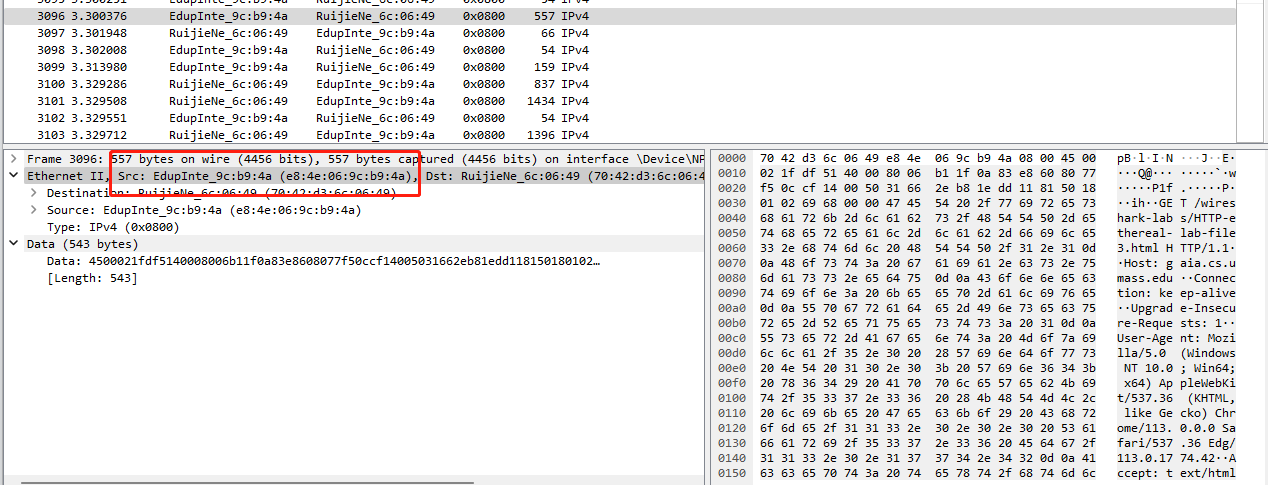 3096 3.300376 EdupInte_9c:b9:4a RuijieNe_6c:06:49 0x0800 557 IPv4
3097 3.301948 RuijieNe_6c:06:49 EdupInte_9c:b9:4a 0x0800 66 IPv4
3098 3.302008 EdupInte_9c:b9:4a RuijieNe_6c:06:49 0x0800 54 IPv4
3099 3.313980 EdupInte_9c:b9:4a RuijieNe_6c:06:49 0x0800 159 IPv4
3100 3.329286 RuijieNe_6c:06:49 EdupInte_9c:b9:4a 0x0800 837 IPv4
3101 3.329508 RuijieNe_6c:06:49 EdupInte_9c:b9:4a 0x0800 1434 IPv4
3102 3.329551 EdupInte_9c:b9:4a RuijieNe_6c:06:49 0x0800 54 IPv4
3103 3.329712 RuijieNe_6c:06:49 EdupInte_9c:b9:4a 0x0800 1396 IPv4
Frame 3096: 557 bytes on wire (4456 bits), 557 bytes captured (4456 bits) on interface \Device\NP
Ethernet II, Src: EdupInte_9c:b9:4a (e8:4e:06:9c:b9:4a), Dst: RuijieNe_6c:06:49 (70:42:d3:6c:06:4
Destination: RuijieNe_6c:06:49 (70:42:d3:6c:06:49)
Source: EdupInte_9c:b9:4a (e8:4e:06:9c:b9:4a)
Type: IPv4 (0x0800)
Data (543 bytes)
Data: 4500021fdf5140008006b11f0a83e8608077f50ccf14005031662eb81edd118150180102…
[Length: 543]
0000 70 42 d3 6c 06 49 e8 4e 06 9c b9 4a 08 00 45 00 pB·l·I·N ···J··E·
0010 02 1f df 51 40 00 80 06 b1 1f 0a 83 e8 60 80 77 ···Q@··· ·····`·w
0020 f5 0c cf 14 00 50 31 66 2e b8 1e dd 11 81 50 18 ·····P1f .·····P·
0030 01 02 69 68 00 00 47 45 54 20 2f 77 69 72 65 73 ··ih··GE T /wires
0040 68 61 72 6b 2d 6c 61 62 73 2f 48 54 54 50 2d 65 hark-lab s/HTTP-e
0050 74 68 65 72 65 61 6c 2d 6c 61 62 2d 66 69 6c 65 thereal- lab-file
0060 33 2e 68 74 6d 6c 20 48 54 54 50 2f 31 2e 31 0d 3.html H TTP/1.1·
0070 0a 48 6f 73 74 3a 20 67 61 69 61 2e 63 73 2e 75 ·Host: g aia.cs.u
0080 6d 61 73 73 2e 65 64 75 0d 0a 43 6f 6e 6e 65 63 mass.edu ··Connec
0090 74 69 6f 6e 3a 20 6b 65 65 70 2d 61 6c 69 76 65 tion: ke ep-alive
00a0 0d 0a 55 70 67 72 61 64 65 2d 49 6e 73 65 63 75 ··Upgrad e-Insecu
00b0 72 65 2d 52 65 71 75 65 73 74 73 3a 20 31 0d 0a re-Reque sts: 1··
00c0 55 73 65 72 2d 41 67 65 6e 74 3a 20 4d 6f 7a 69 User-Age nt: Mozi
00d0 6c 6c 61 2f 35 2e 30 20 28 57 69 6e 64 6f 77 73 lla/5.0 (Windows
00e0 20 4e 54 20 31 30 2e 30 3b 20 57 69 6e 36 34 3b NT 10.0 ; Win64;
00f0 20 78 36 34 29 20 41 70 70 6c 65 57 65 62 4b 69 x64) Ap pleWebKi
0100 74 2f 35 33 37 2e 33 36 20 28 4b 48 54 4d 4c 2c t/537.36 (KHTML,
0110 20 6c 69 6b 65 20 47 65 63 6b 6f 29 20 43 68 72 like Ge cko) Chr
0120 6f 6d 65 2f 31 31 33 2e 30 2e 30 2e 30 20 53 61 ome/113. 0.0.0 Sa
0130 66 61 72 69 2f 35 33 37 2e 33 36 20 45 64 67 2f fari/537 .36 Edg/
0140 31 31 33 2e 30 2e 31 37 37 34 2e 34 32 0d 0a 41 113.0.17 74.42··A
0150 63 63 65 70 74 3a 20 74 65 78 74 2f 68 74 6d 6c ccept: t ext/html